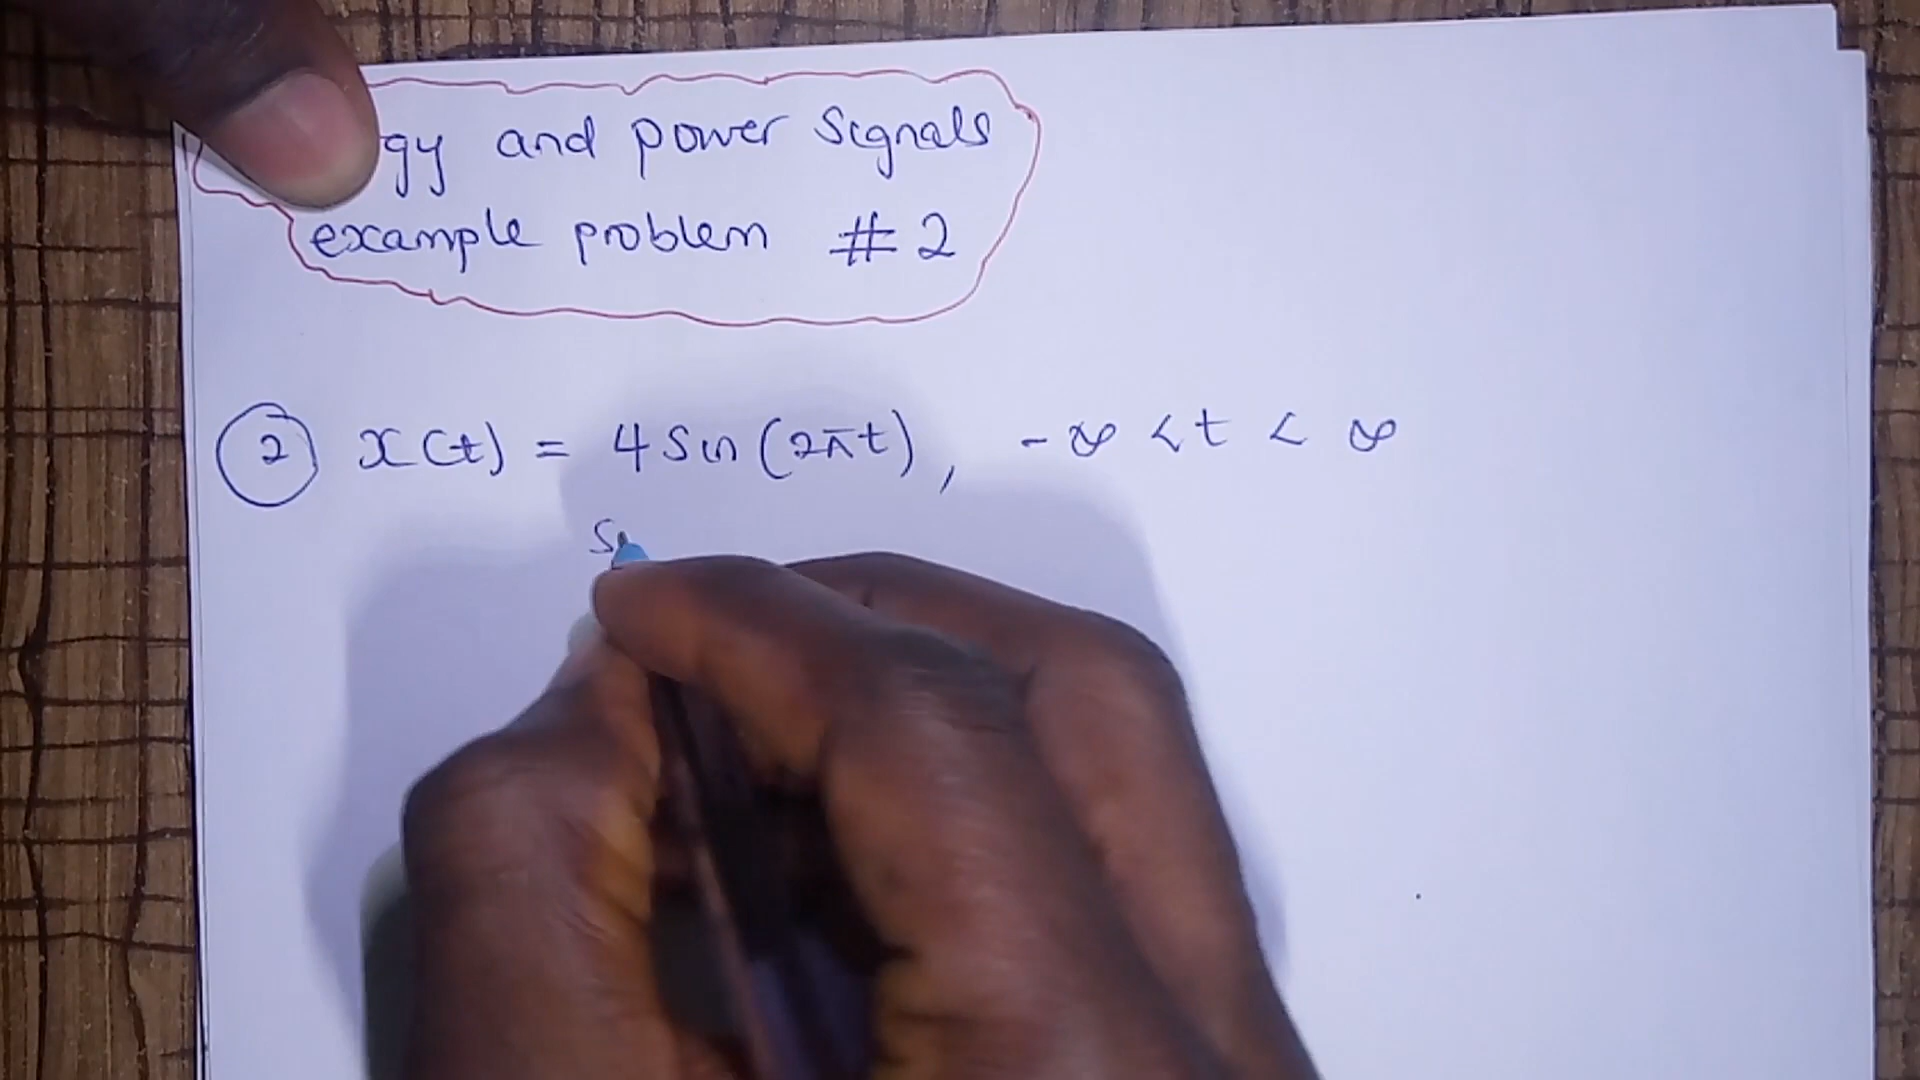 gy and power signals
example problem # 2
2 x(t) = 4 Sin (2πt), -∞ < t < ∞
S